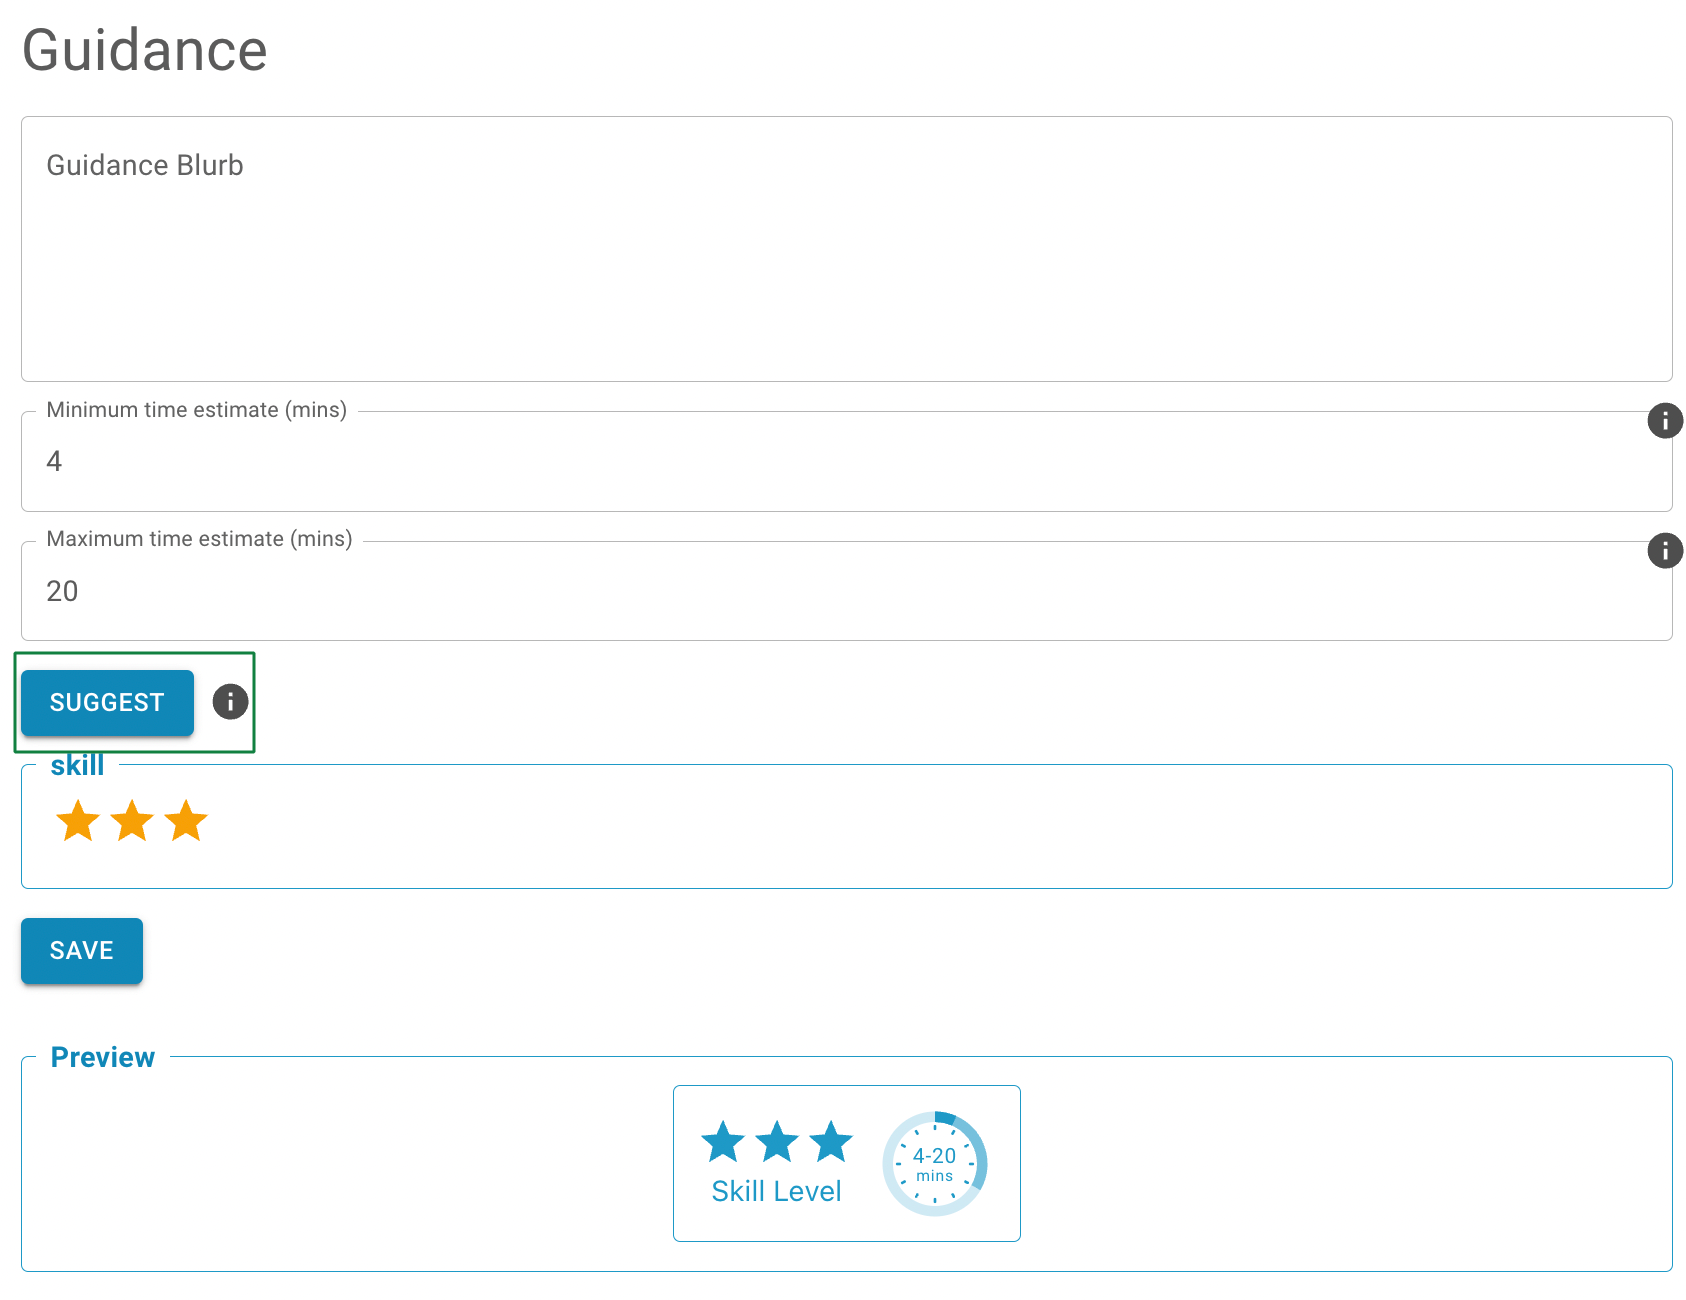 Guidance
Guidance Blurb
Minimum time estimate (mins)
4
Maximum time estimate (mins)
20
SUGGEST
skill
SAVE
Preview
Skill Level
4-20
mins